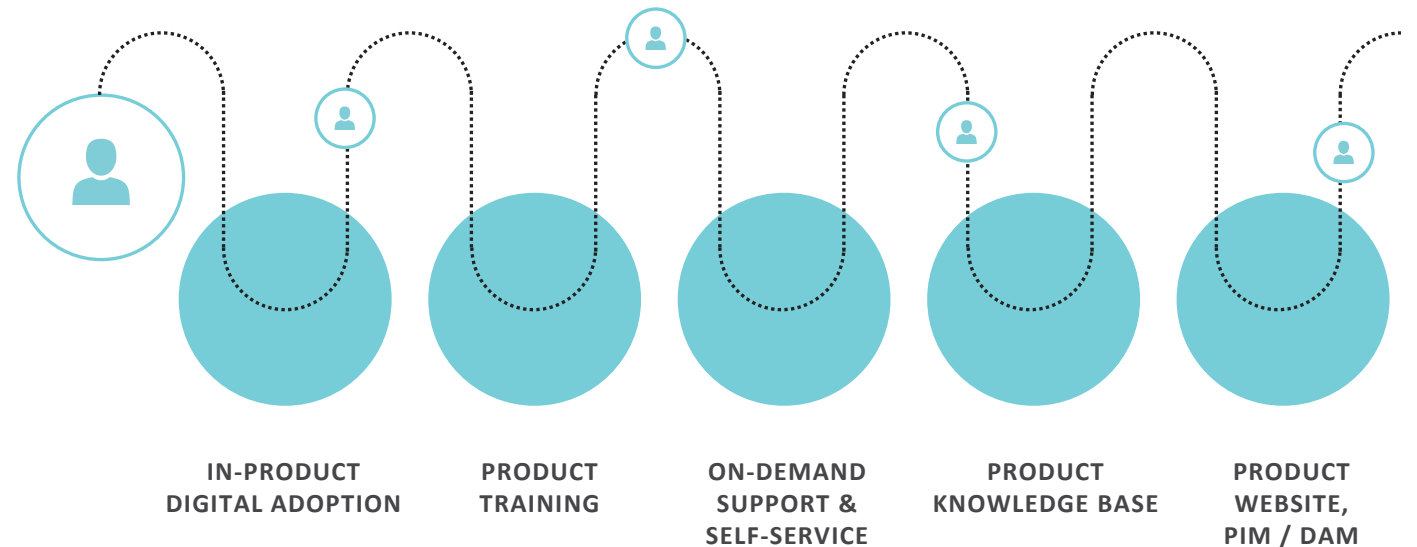 IN-PRODUCT
DIGITAL ADOPTION
PRODUCT
TRAINING
ON-DEMAND
SUPPORT &
SELF-SERVICE
PRODUCT
KNOWLEDGE BASE
PRODUCT
WEBSITE,
PIM / DAM